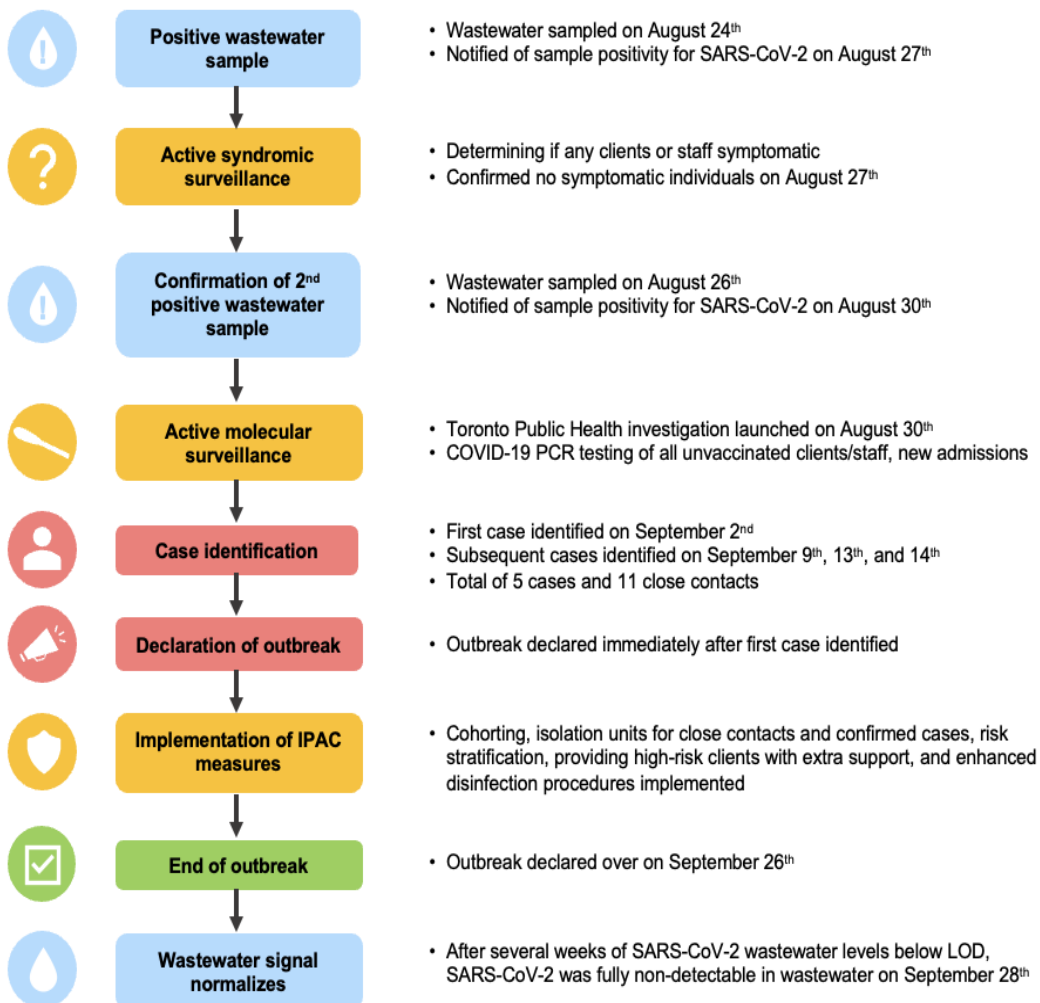 Positive wastewater
sample
• Wastewater sampled on August 24th
• Notified of sample positivity for SARS-CoV-2 on August 27th
Active syndromic
surveillance
• Determining if any clients or staff symptomatic
• Confirmed no symptomatic individuals on August 27th
Confirmation of 2nd
positive wastewater
sample
• Wastewater sampled on August 26th
• Notified of sample positivity for SARS-CoV-2 on August 30th
Active molecular
surveillance
• Toronto Public Health investigation launched on August 30th
• COVID-19 PCR testing of all unvaccinated clients/staff, new admissions
Case identification
• First case identified on September 2nd
• Subsequent cases identified on September 9th, 13th, and 14th
• Total of 5 cases and 11 close contacts
Declaration of outbreak
• Outbreak declared immediately after first case identified
Implementation of IPAC
measures
• Cohorting, isolation units for close contacts and confirmed cases, risk
stratification, providing high-risk clients with extra support, and enhanced
disinfection procedures implemented
End of outbreak
• Outbreak declared over on September 26th
Wastewater signal
normalizes
• After several weeks of SARS-CoV-2 wastewater levels below LOD,
SARS-CoV-2 was fully non-detectable in wastewater on September 28th